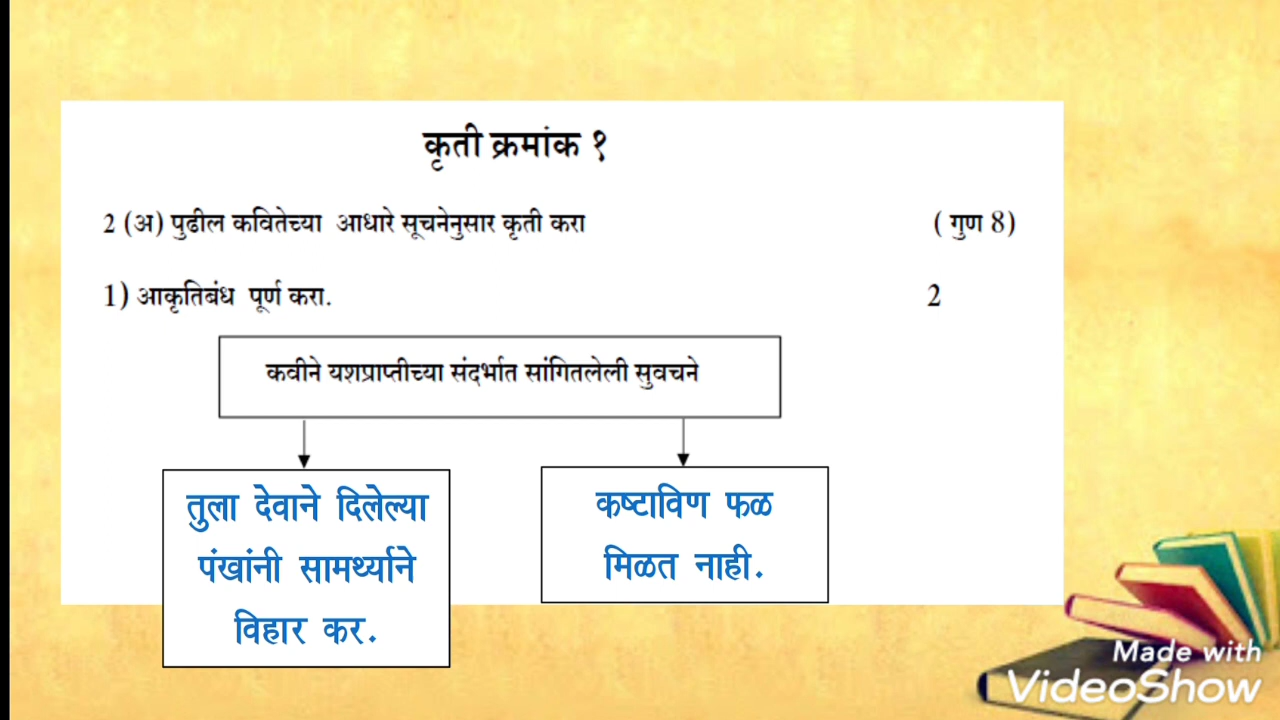 कृती क्रमांक १
2 (अ) पुढील कवितेच्या आधारे सूचनेनुसार कृती करा ( गुण 8)
1) आकृतिबंध पूर्ण करा. 2
कवीने यशप्राप्तीच्या संदर्भात सांगितलेली सुवचने
तुला देवाने दिलेल्या
पंखांनी सामर्थ्याने
विहार कर.
कष्टाविण फळ
मिळत नाही.
Made with
VideoShow